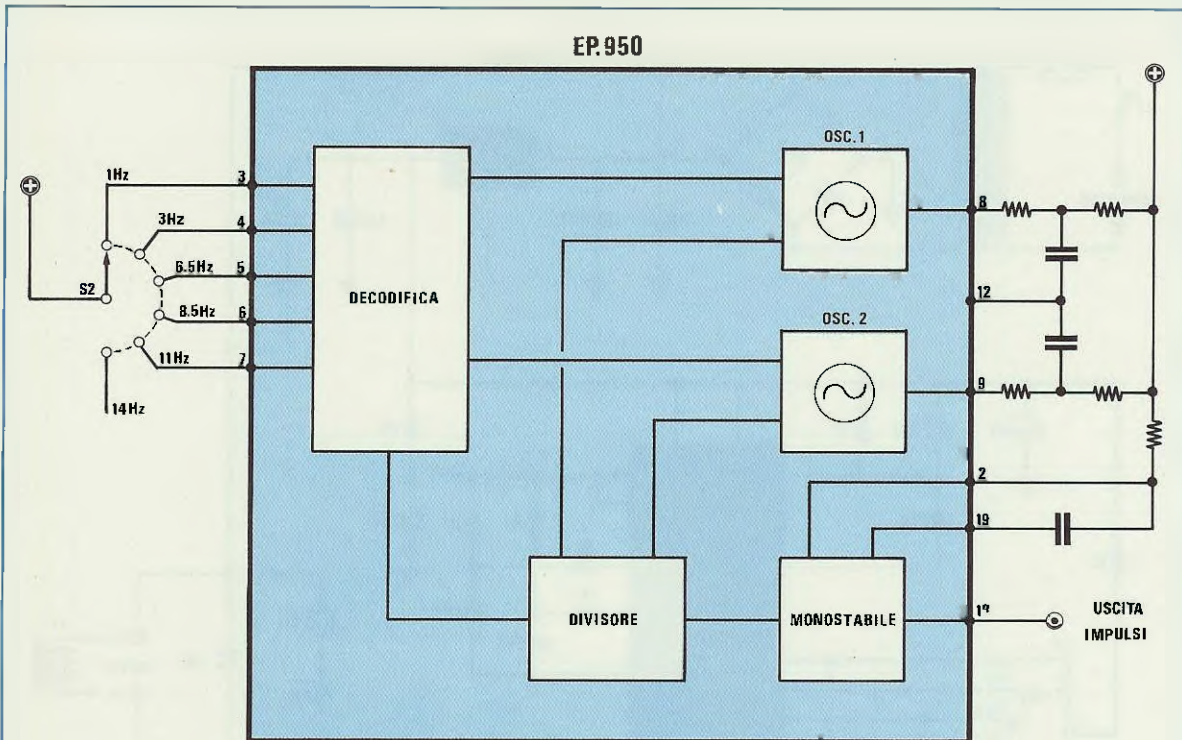 EP.950
OSC.1
1Hz
3
3Hz
4
8
6.5Hz
5
S2
DECODIFICA
12
8.5Hz
6
OSC. 2
11Hz
7
9
14Hz
2
19
DIVISORE
MONOSTABILE
USCITA
IMPULSI